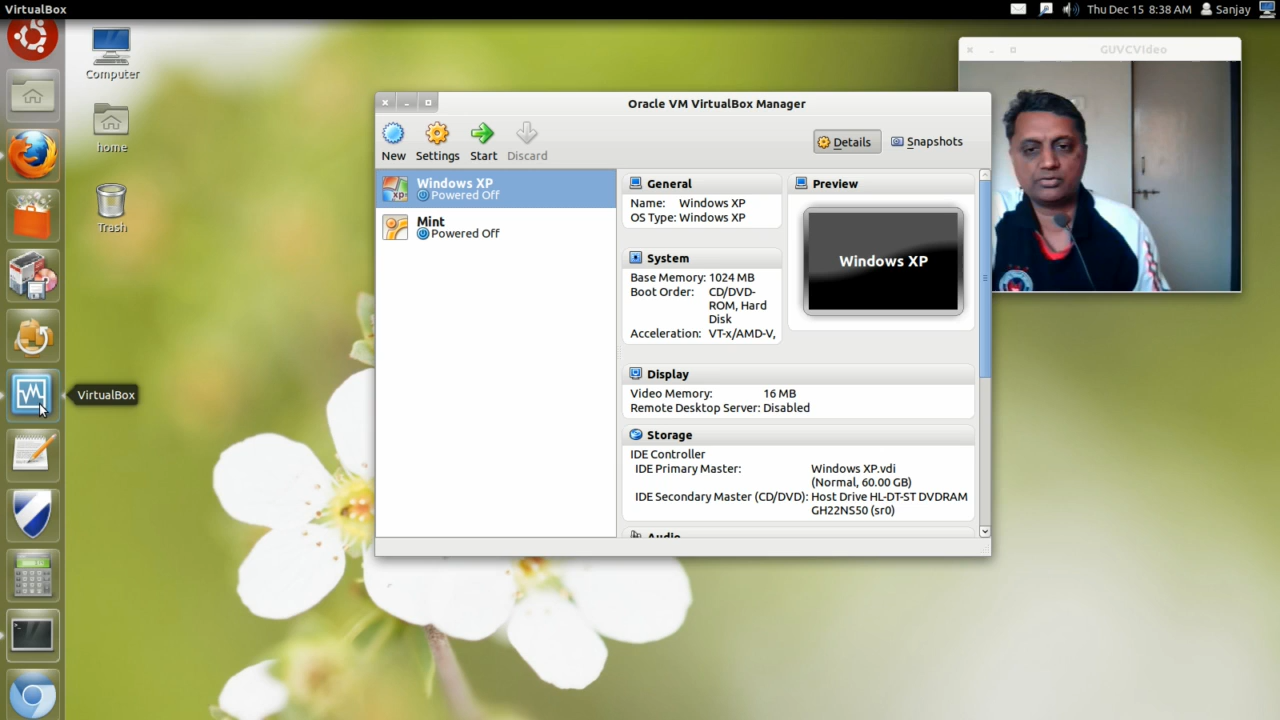 VirtualBox
Thu Dec 15 8:38 AM Sanjay
Computer
home
Trash
VirtualBox
GUVCVIdeo
Oracle VM VirtualBox Manager
New Settings Start Discard
Details Snapshots
Windows XP
Powered Off
Mint
Powered Off
General
Name: Windows XP
OS Type: Windows XP
System
Base Memory: 1024 MB
Boot Order: CD/DVD-
ROM, Hard
Disk
Acceleration: VT-x/AMD-V,
Preview
Windows XP
Display
Video Memory: 16 MB
Remote Desktop Server: Disabled
Storage
IDE Controller
IDE Primary Master: Windows XP.vdi
(Normal, 60.00 GB)
IDE Secondary Master (CD/DVD): Host Drive HL-DT-ST DVDRAM
GH22NS50 (sr0)
Audio